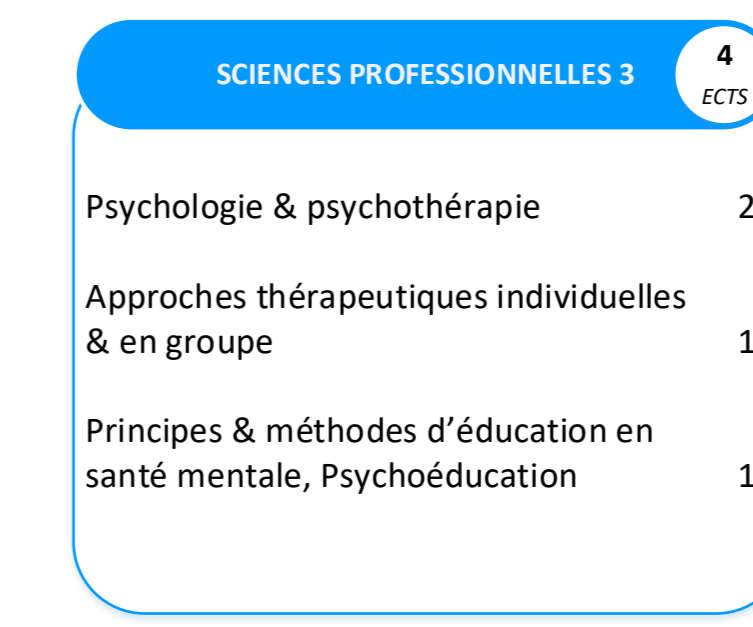 SCIENCES PROFESSIONNELLES 3
4
ECTS
Psychologie & psychothérapie 2
Approches thérapeutiques individuelles
& en groupe 1
Principes & méthodes d’éducation en
santé mentale, Psychoéducation 1